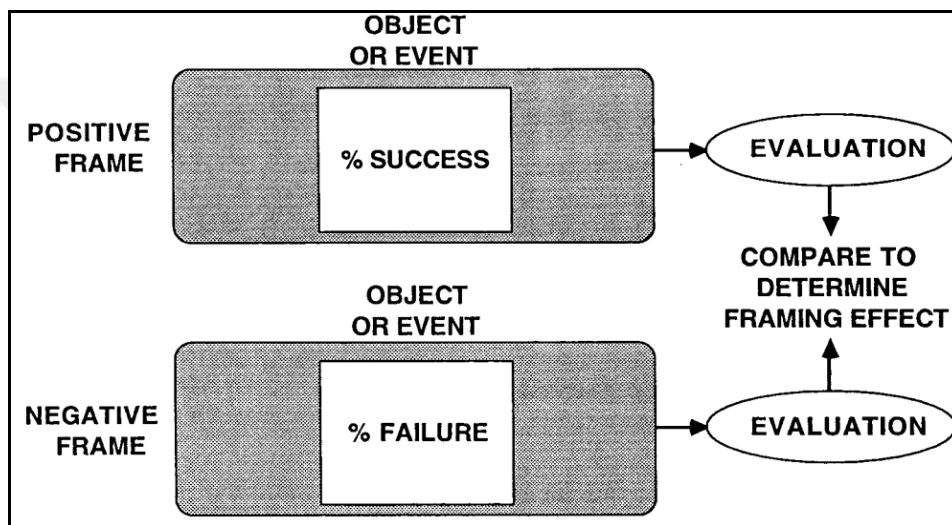 OBJECT
OR EVENT
POSITIVE
FRAME
% SUCCESS
EVALUATION
COMPARE TO
DETERMINE
FRAMING EFFECT
OBJECT
OR EVENT
NEGATIVE
FRAME
% FAILURE
EVALUATION